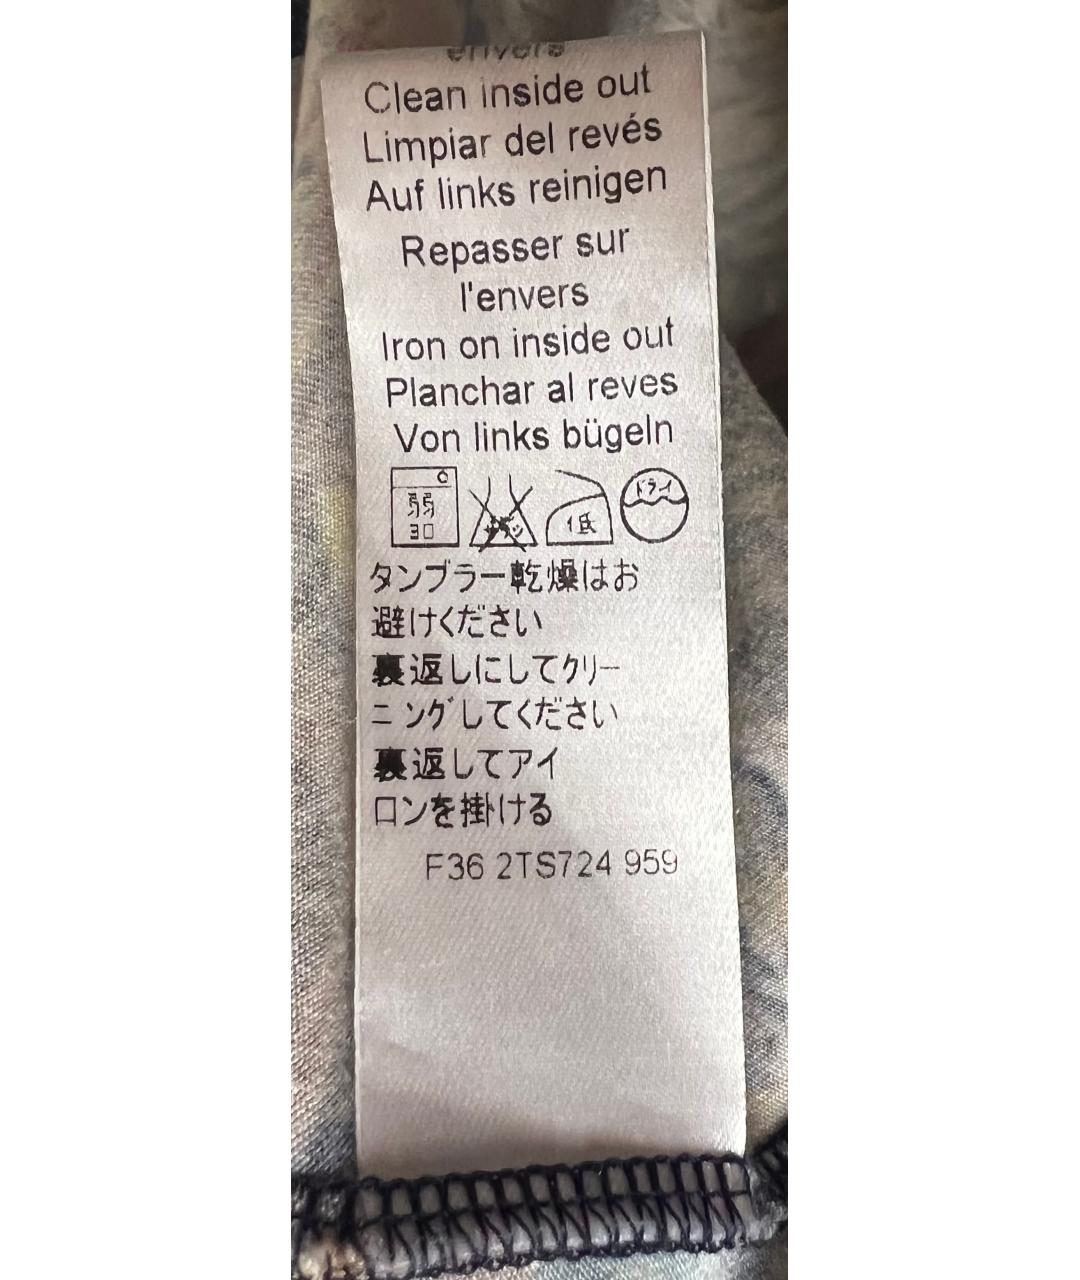 envers
Clean inside out
Limpiar del revés
Auf links reinigen
Repasser sur
l'envers
Iron on inside out
Planchar al reves
Von links bügeln
弱
30
低
ドライ
タンブラー乾燥はお
避けください
裏返しにしてクリー
ニングしてください
裏返してアイ
ロンを掛ける
F36 2TS724 959